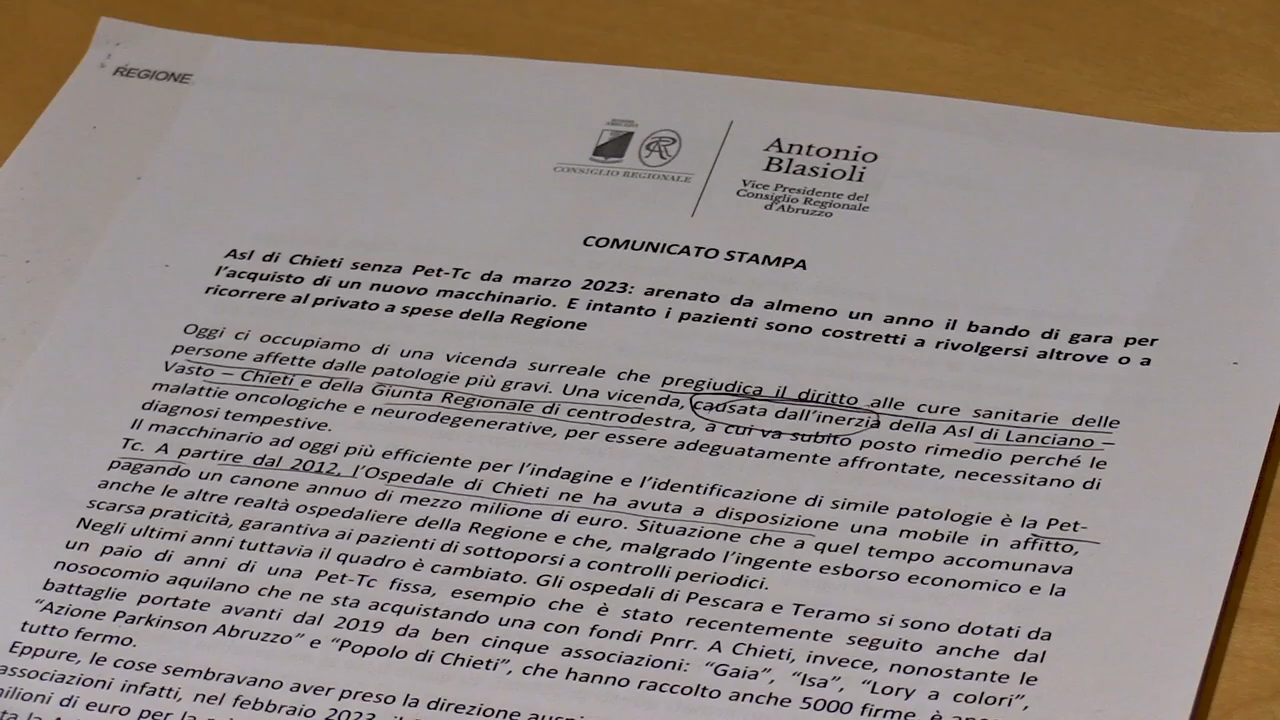 REGIONE
CONSIGLIO REGIONALE
Antonio
Blasioli
Vice Presidente del
Consiglio Regionale
d'Abruzzo
COMUNICATO STAMPA
Asl di Chieti senza Pet-Tc da marzo 2023: arenato da almeno un anno il bando di gara per
l'acquisto di un nuovo macchinario. E intanto i pazienti sono costretti a rivolgersi altrove o a
ricorrere al privato a spese della Regione
Oggi ci occupiamo di una vicenda surreale che pregiudica il diritto alle cure sanitarie delle
persone affette dalle patologie più gravi. Una vicenda, causata dall'inerzia della Asl di Lanciano –
Vasto – Chieti e della Giunta Regionale di centrodestra, a cui va subito posto rimedio perché le
malattie oncologiche e neurodegenerative, per essere adeguatamente affrontate, necessitano di
diagnosi tempestive.
Il macchinario ad oggi più efficiente per l'indagine e l'identificazione di simile patologie è la Pet-
Tc. A partire dal 2012, l'Ospedale di Chieti ne ha avuta a disposizione una mobile in affitto,
pagando un canone annuo di mezzo milione di euro. Situazione che a quel tempo accomunava
anche le altre realtà ospedaliere della Regione e che, malgrado l'ingente esborso economico e la
scarsa praticità, garantiva ai pazienti di sottoporsi a controlli periodici.
Negli ultimi anni tuttavia il quadro è cambiato. Gli ospedali di Pescara e Teramo si sono dotati da
un paio di anni di una Pet-Tc fissa, esempio che è stato recentemente seguito anche dal
nosocomio aquilano che ne sta acquistando una con fondi Pnrr. A Chieti, invece, nonostante le
battaglie portate avanti dal 2019 da ben cinque associazioni: "Gaia", "Isa", "Lory a colori",
"Azione Parkinson Abruzzo" e "Popolo di Chieti", che hanno raccolto anche 5000 firme, è
tutto fermo.
Eppure, le cose sembravano aver preso la direzione
associazioni infatti, nel febbraio 2023
milioni di euro per la